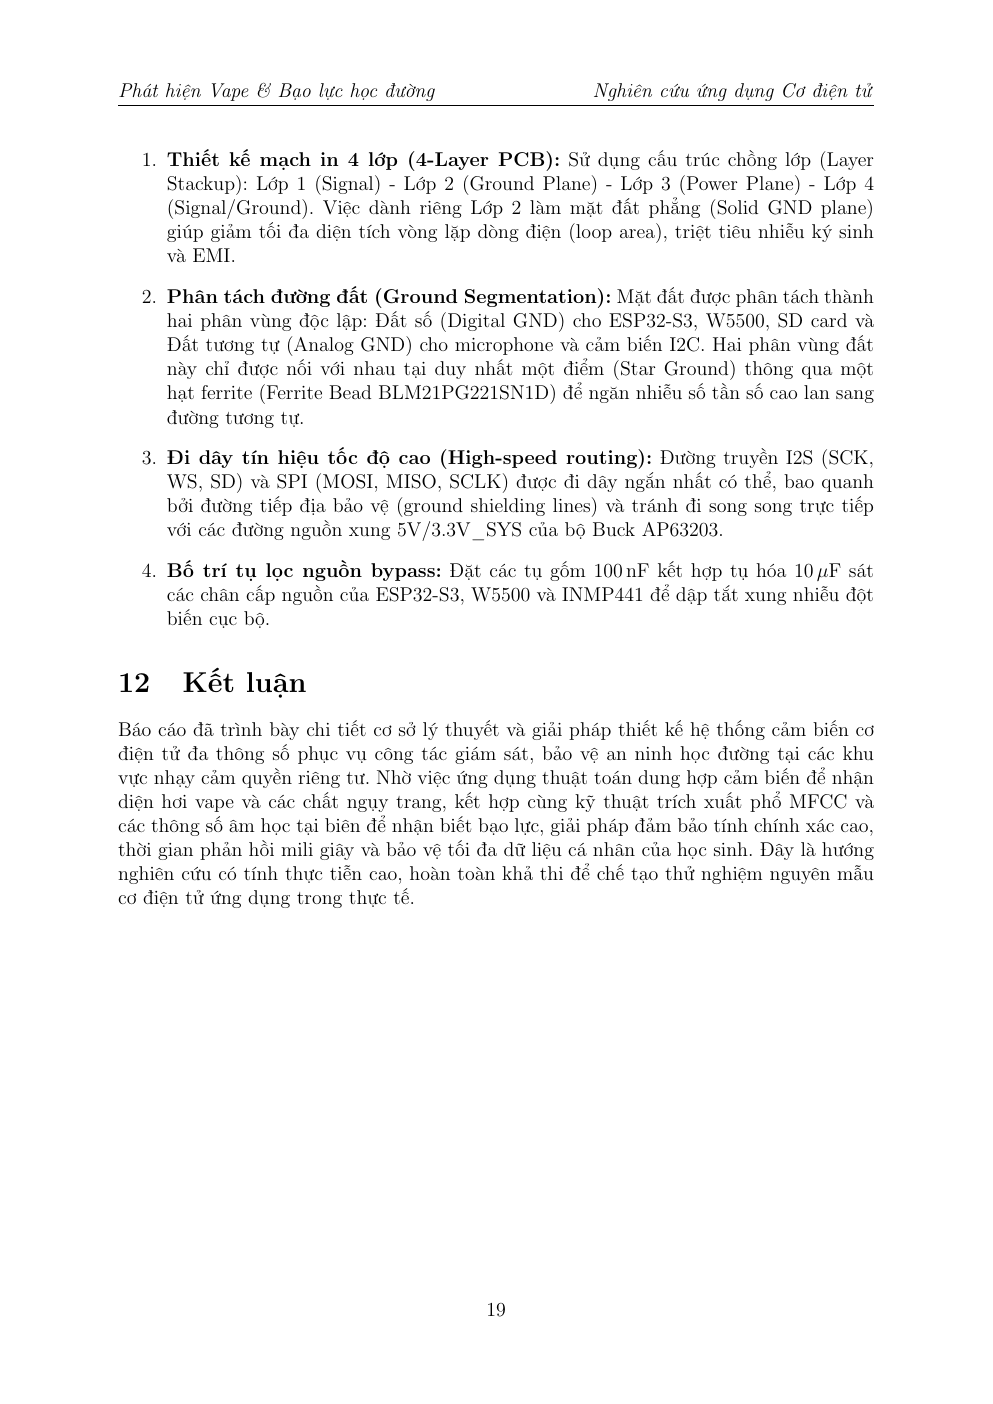 Phát hiện Vape & Bạo lực học đường Nghiên cứu ứng dụng Cơ điện tử
1. Thiết kế mạch in 4 lớp (4-Layer PCB): Sử dụng cấu trúc chồng lớp (Layer
Stackup): Lớp 1 (Signal) - Lớp 2 (Ground Plane) - Lớp 3 (Power Plane) - Lớp 4
(Signal/Ground). Việc dành riêng Lớp 2 làm mặt đất phẳng (Solid GND plane)
giúp giảm tối đa diện tích vòng lặp dòng điện (loop area), triệt tiêu nhiễu ký sinh
và EMI.
2. Phân tách đường đất (Ground Segmentation): Mặt đất được phân tách thành
hai phân vùng độc lập: Đất số (Digital GND) cho ESP32-S3, W5500, SD card và
Đất tương tự (Analog GND) cho microphone và cảm biến I2C. Hai phân vùng đất
này chỉ được nối với nhau tại duy nhất một điểm (Star Ground) thông qua một
hạt ferrite (Ferrite Bead BLM21PG221SN1D) để ngăn nhiễu số tần số cao lan sang
đường tương tự.
3. Đi dây tín hiệu tốc độ cao (High-speed routing): Đường truyền I2S (SCK,
WS, SD) và SPI (MOSI, MISO, SCLK) được đi dây ngắn nhất có thể, bao quanh
bởi đường tiếp địa bảo vệ (ground shielding lines) và tránh đi song song trực tiếp
với các đường nguồn xung 5V/3.3V_SYS của bộ Buck AP63203.
4. Bố trí tụ lọc nguồn bypass: Đặt các tụ gốm 100 nF kết hợp tụ hóa 10 μF sát
các chân cấp nguồn của ESP32-S3, W5500 và INMP441 để dập tắt xung nhiễu đột
biến cục bộ.
12 Kết luận
Báo cáo đã trình bày chi tiết cơ sở lý thuyết và giải pháp thiết kế hệ thống cảm biến cơ
điện tử đa thông số phục vụ công tác giám sát, bảo vệ an ninh học đường tại các khu
vực nhạy cảm quyền riêng tư. Nhờ việc ứng dụng thuật toán dung hợp cảm biến để nhận
diện hơi vape và các chất ngụy trang, kết hợp cùng kỹ thuật trích xuất phổ MFCC và
các thông số âm học tại biên để nhận biết bạo lực, giải pháp đảm bảo tính chính xác cao,
thời gian phản hồi mili giây và bảo vệ tối đa dữ liệu cá nhân của học sinh. Đây là hướng
nghiên cứu có tính thực tiễn cao, hoàn toàn khả thi để chế tạo thử nghiệm nguyên mẫu
cơ điện tử ứng dụng trong thực tế.
19